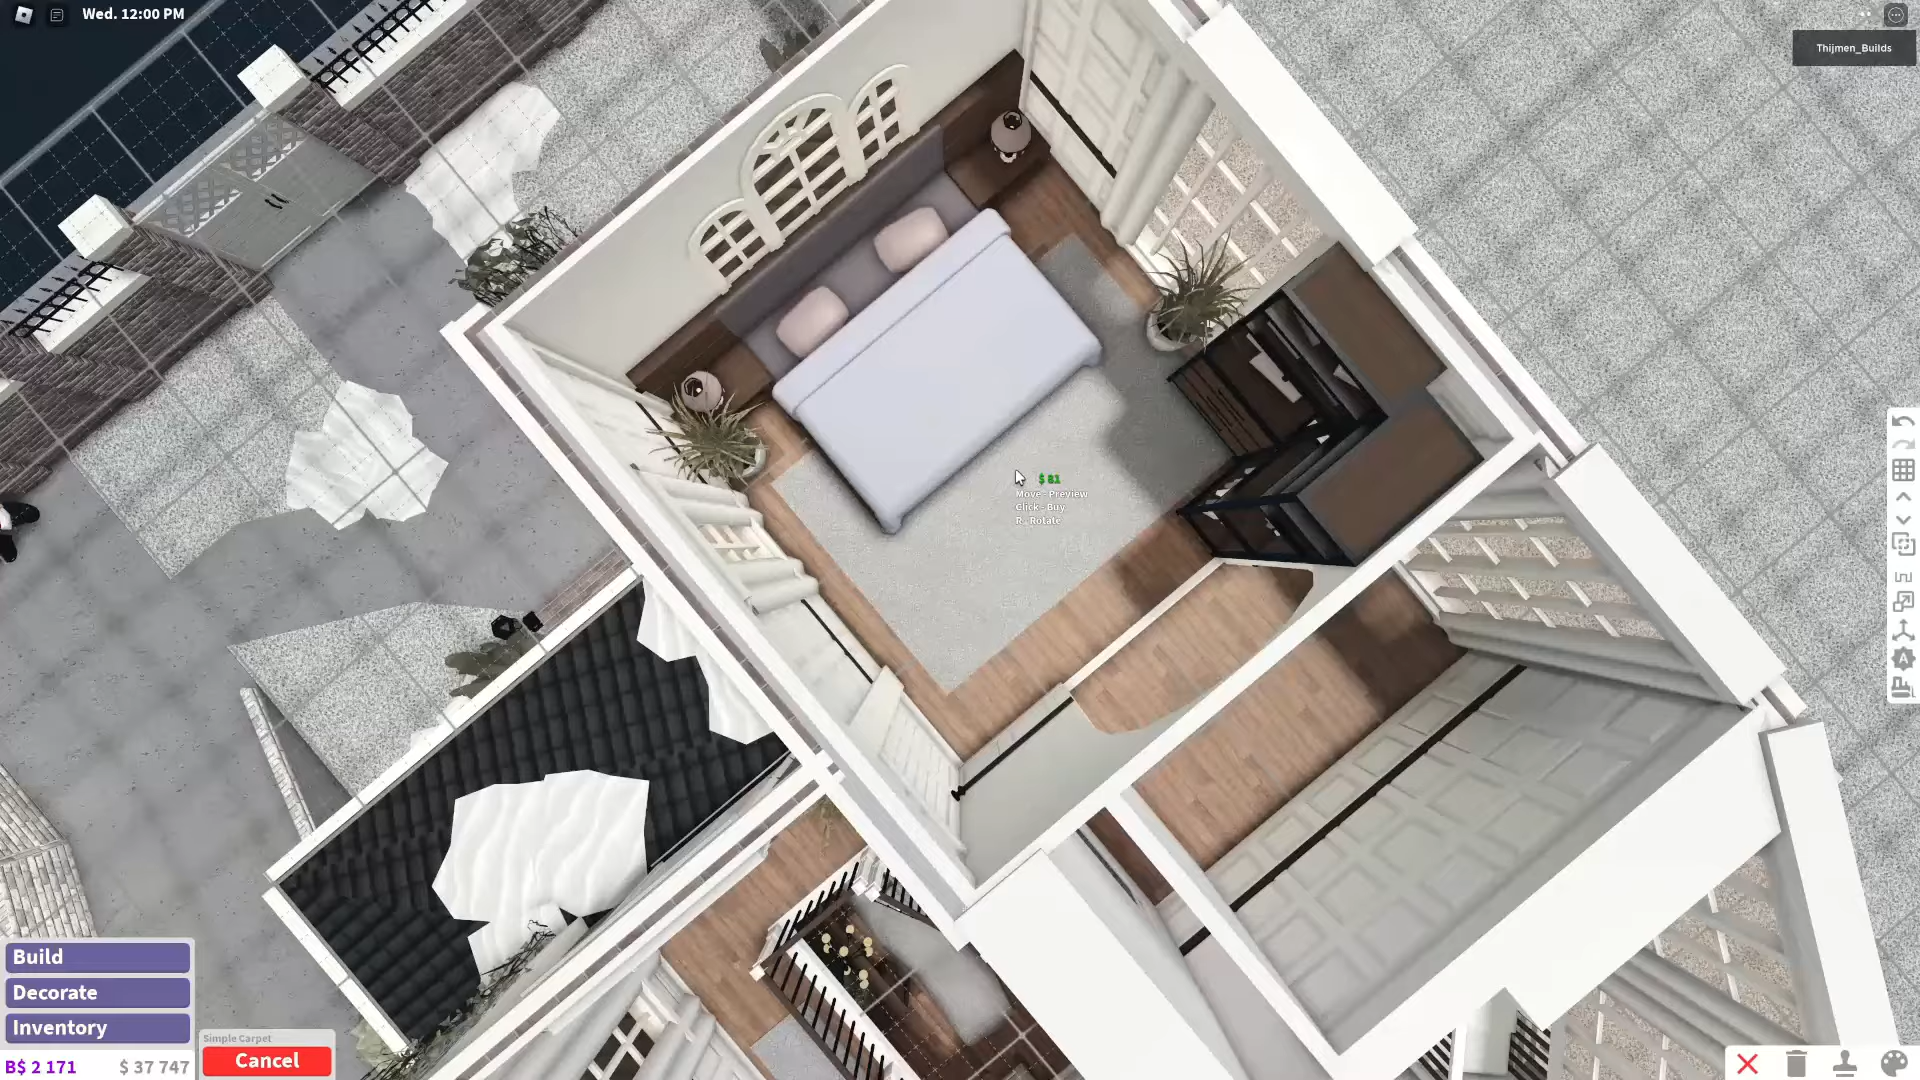 Wed. 12:00 PM
Thijmen_Builds
$ 81
Move - Preview
Click - Buy
R - Rotate
Build
Decorate
Inventory
Simple Carpet
Cancel
B$ 2 171
$ 37 747